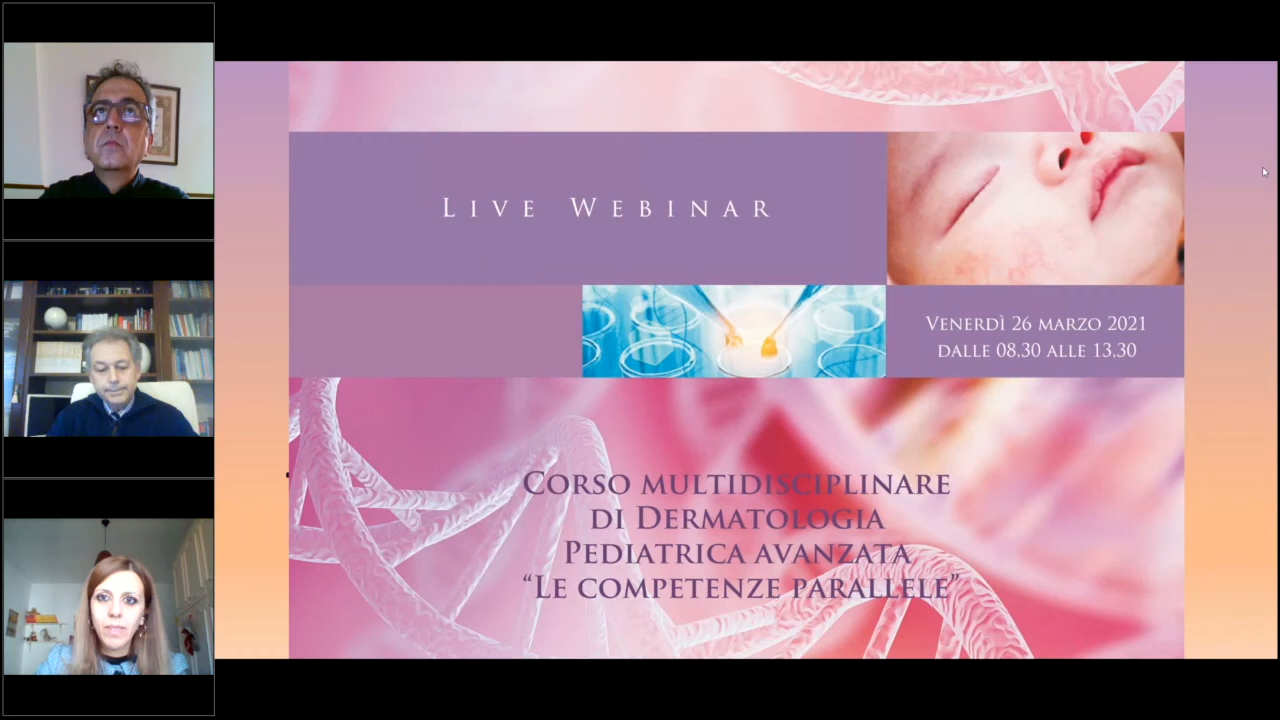 Live Webinar
Venerdì 26 marzo 2021
dalle 08,30 alle 13.30
Corso multidisciplinare
di Dermatologia
Pediatrica avanzata
“Le competenze parallele”